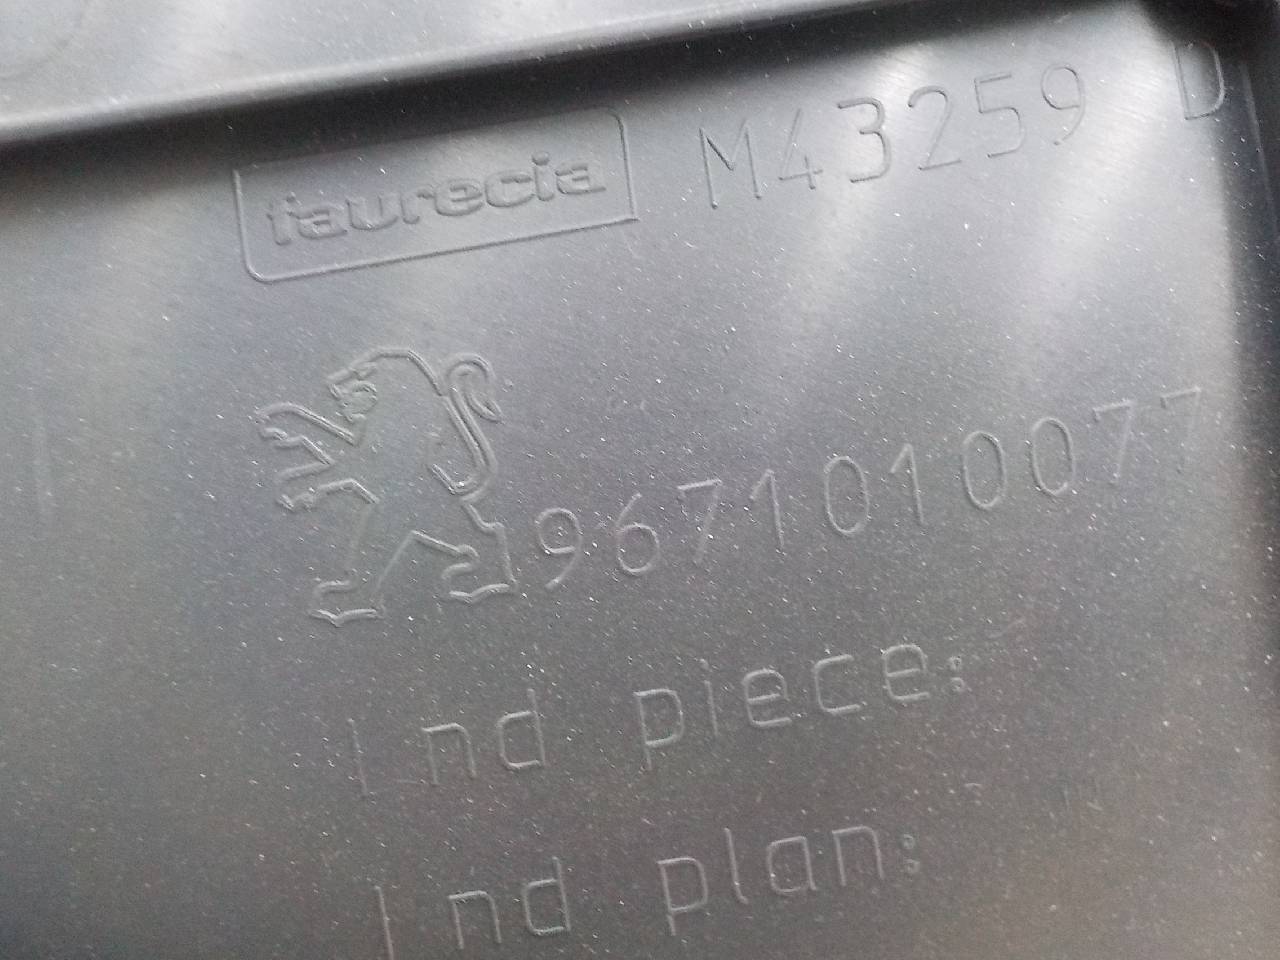 faurecia M43259 D
9671010077
Ind piece:
Ind plan: